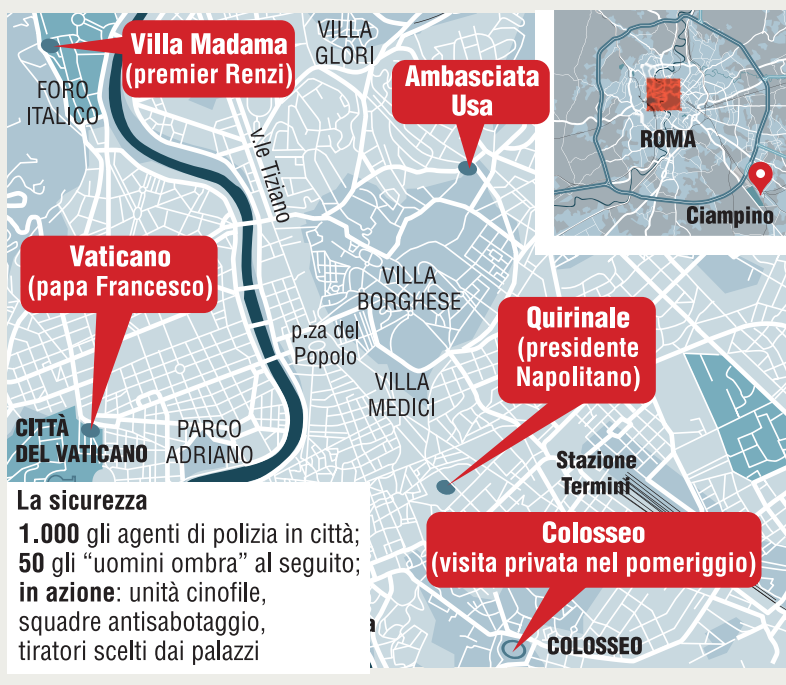 Villa Madama
(premier Renzi)
VILLA
GLORI
FORO
ITALICO
Ambasciata
Usa
ROMA
Ciampino
v.le Tiziano
Vaticano
(papa Francesco)
VILLA
BORGHESE
p.za del
Popolo
Quirinale
(presidente
Napolitano)
VILLA
MEDICI
CITTÀ
DEL VATICANO
PARCO
ADRIANO
Stazione
Termini
La sicurezza
1.000 gli agenti di polizia in città;
50 gli “uomini ombra” al seguito;
in azione: unità cinofile,
squadre antisabotaggio,
tiratori scelti dai palazzi
Colosseo
(visita privata nel pomeriggio)
COLOSSEO